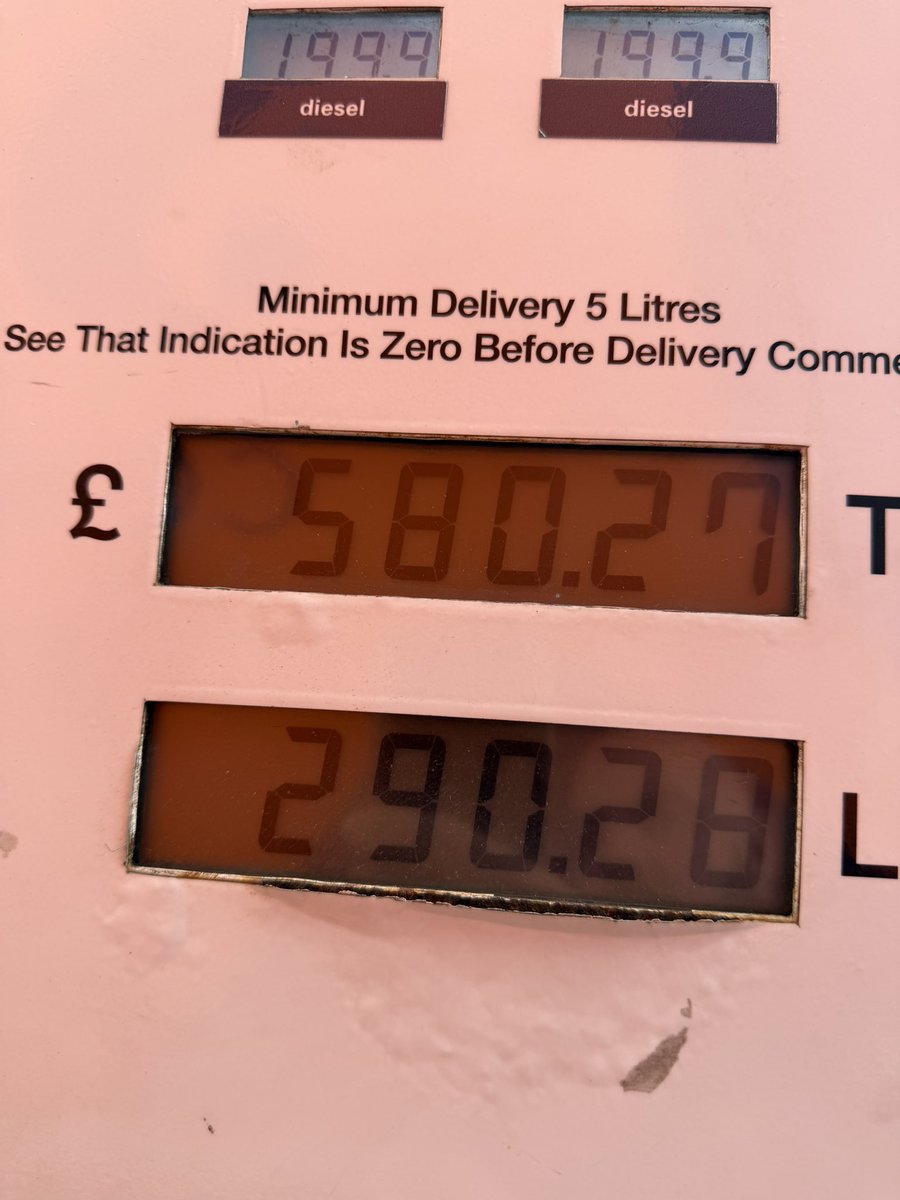 199.9 199.9
diesel diesel
Minimum Delivery 5 Litres
See That Indication Is Zero Before Delivery Comme
£ 580.27 T
290.28 L